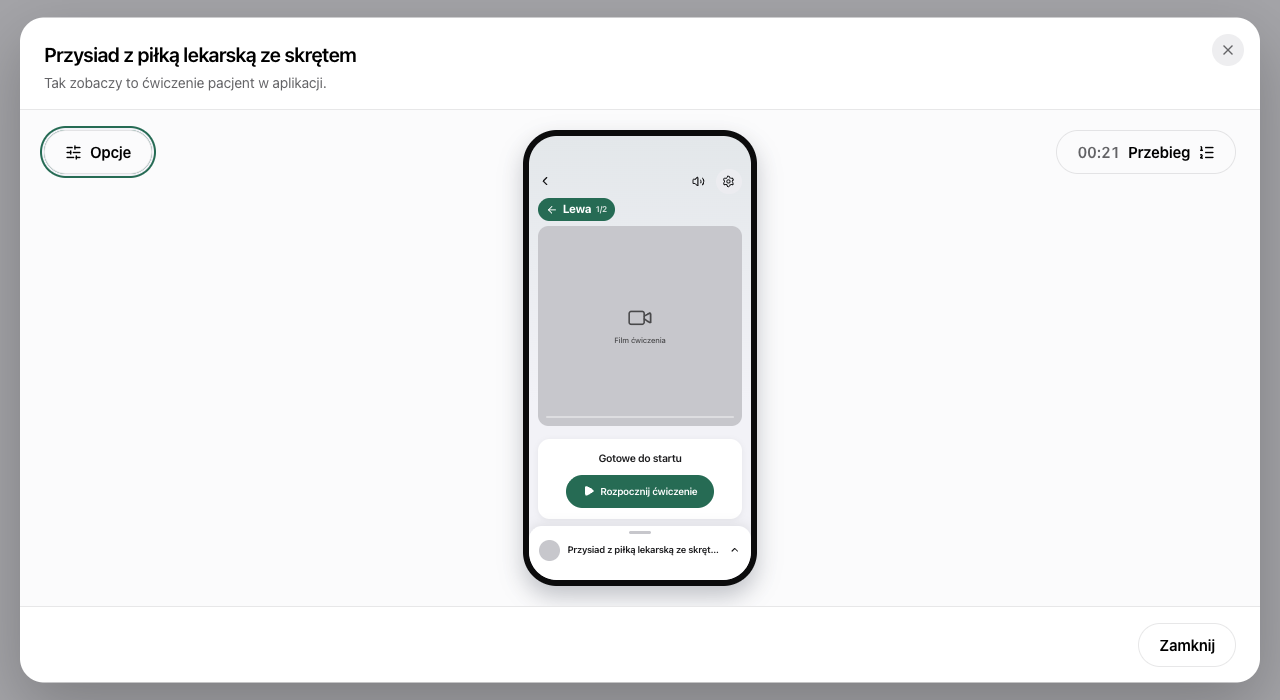 Przysiad z piłką lekarską ze skrętem
Tak zobaczy to ćwiczenie pacjent w aplikacji.
Opcje
00:21 Przebieg
Lewa 1/2
Film ćwiczenia
Gotowe do startu
Rozpocznij ćwiczenie
Przysiad z piłką lekarską ze skręt...
Zamknij